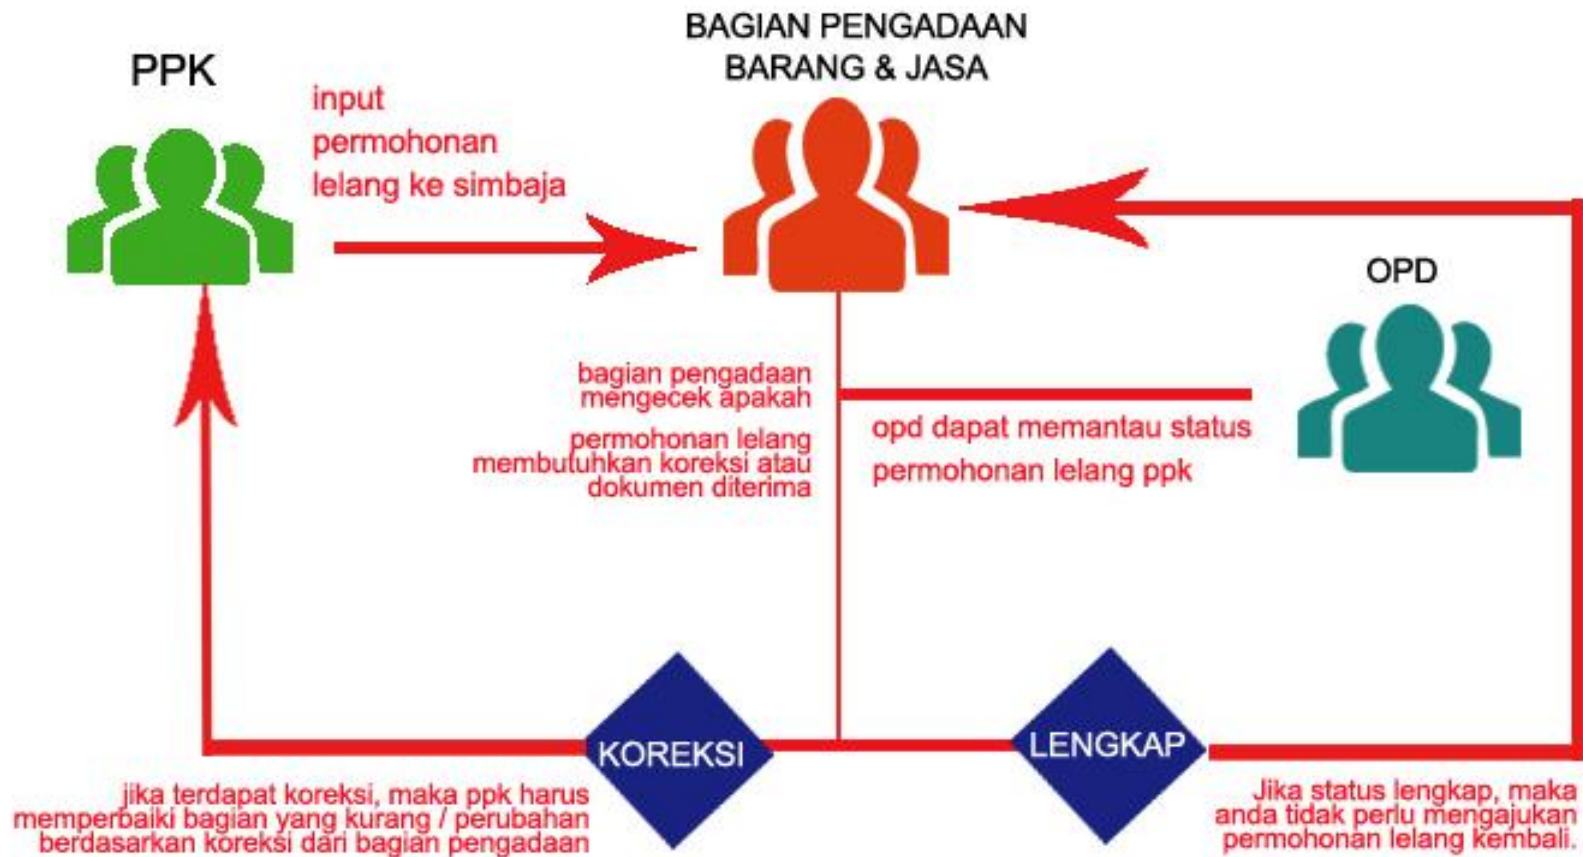 PPK
input
permohonan
lelang ke simbaja
BAGIAN PENGADAAN
BARANG & JASA
OPD
bagian pengadaan
mengecek apakah
permohonan lelang
membutuhkan koreksi atau
dokumen diterima
opd dapat memantau status
permohonan lelang ppk
KOREKSI
LENGKAP
jika terdapat koreksi, maka ppk harus
memperbaiki bagian yang kurang / perubahan
berdasarkan koreksi dari bagian pengadaan
Jika status lengkap, maka
anda tidak perlu mengajukan
permohonan lelang kembali.